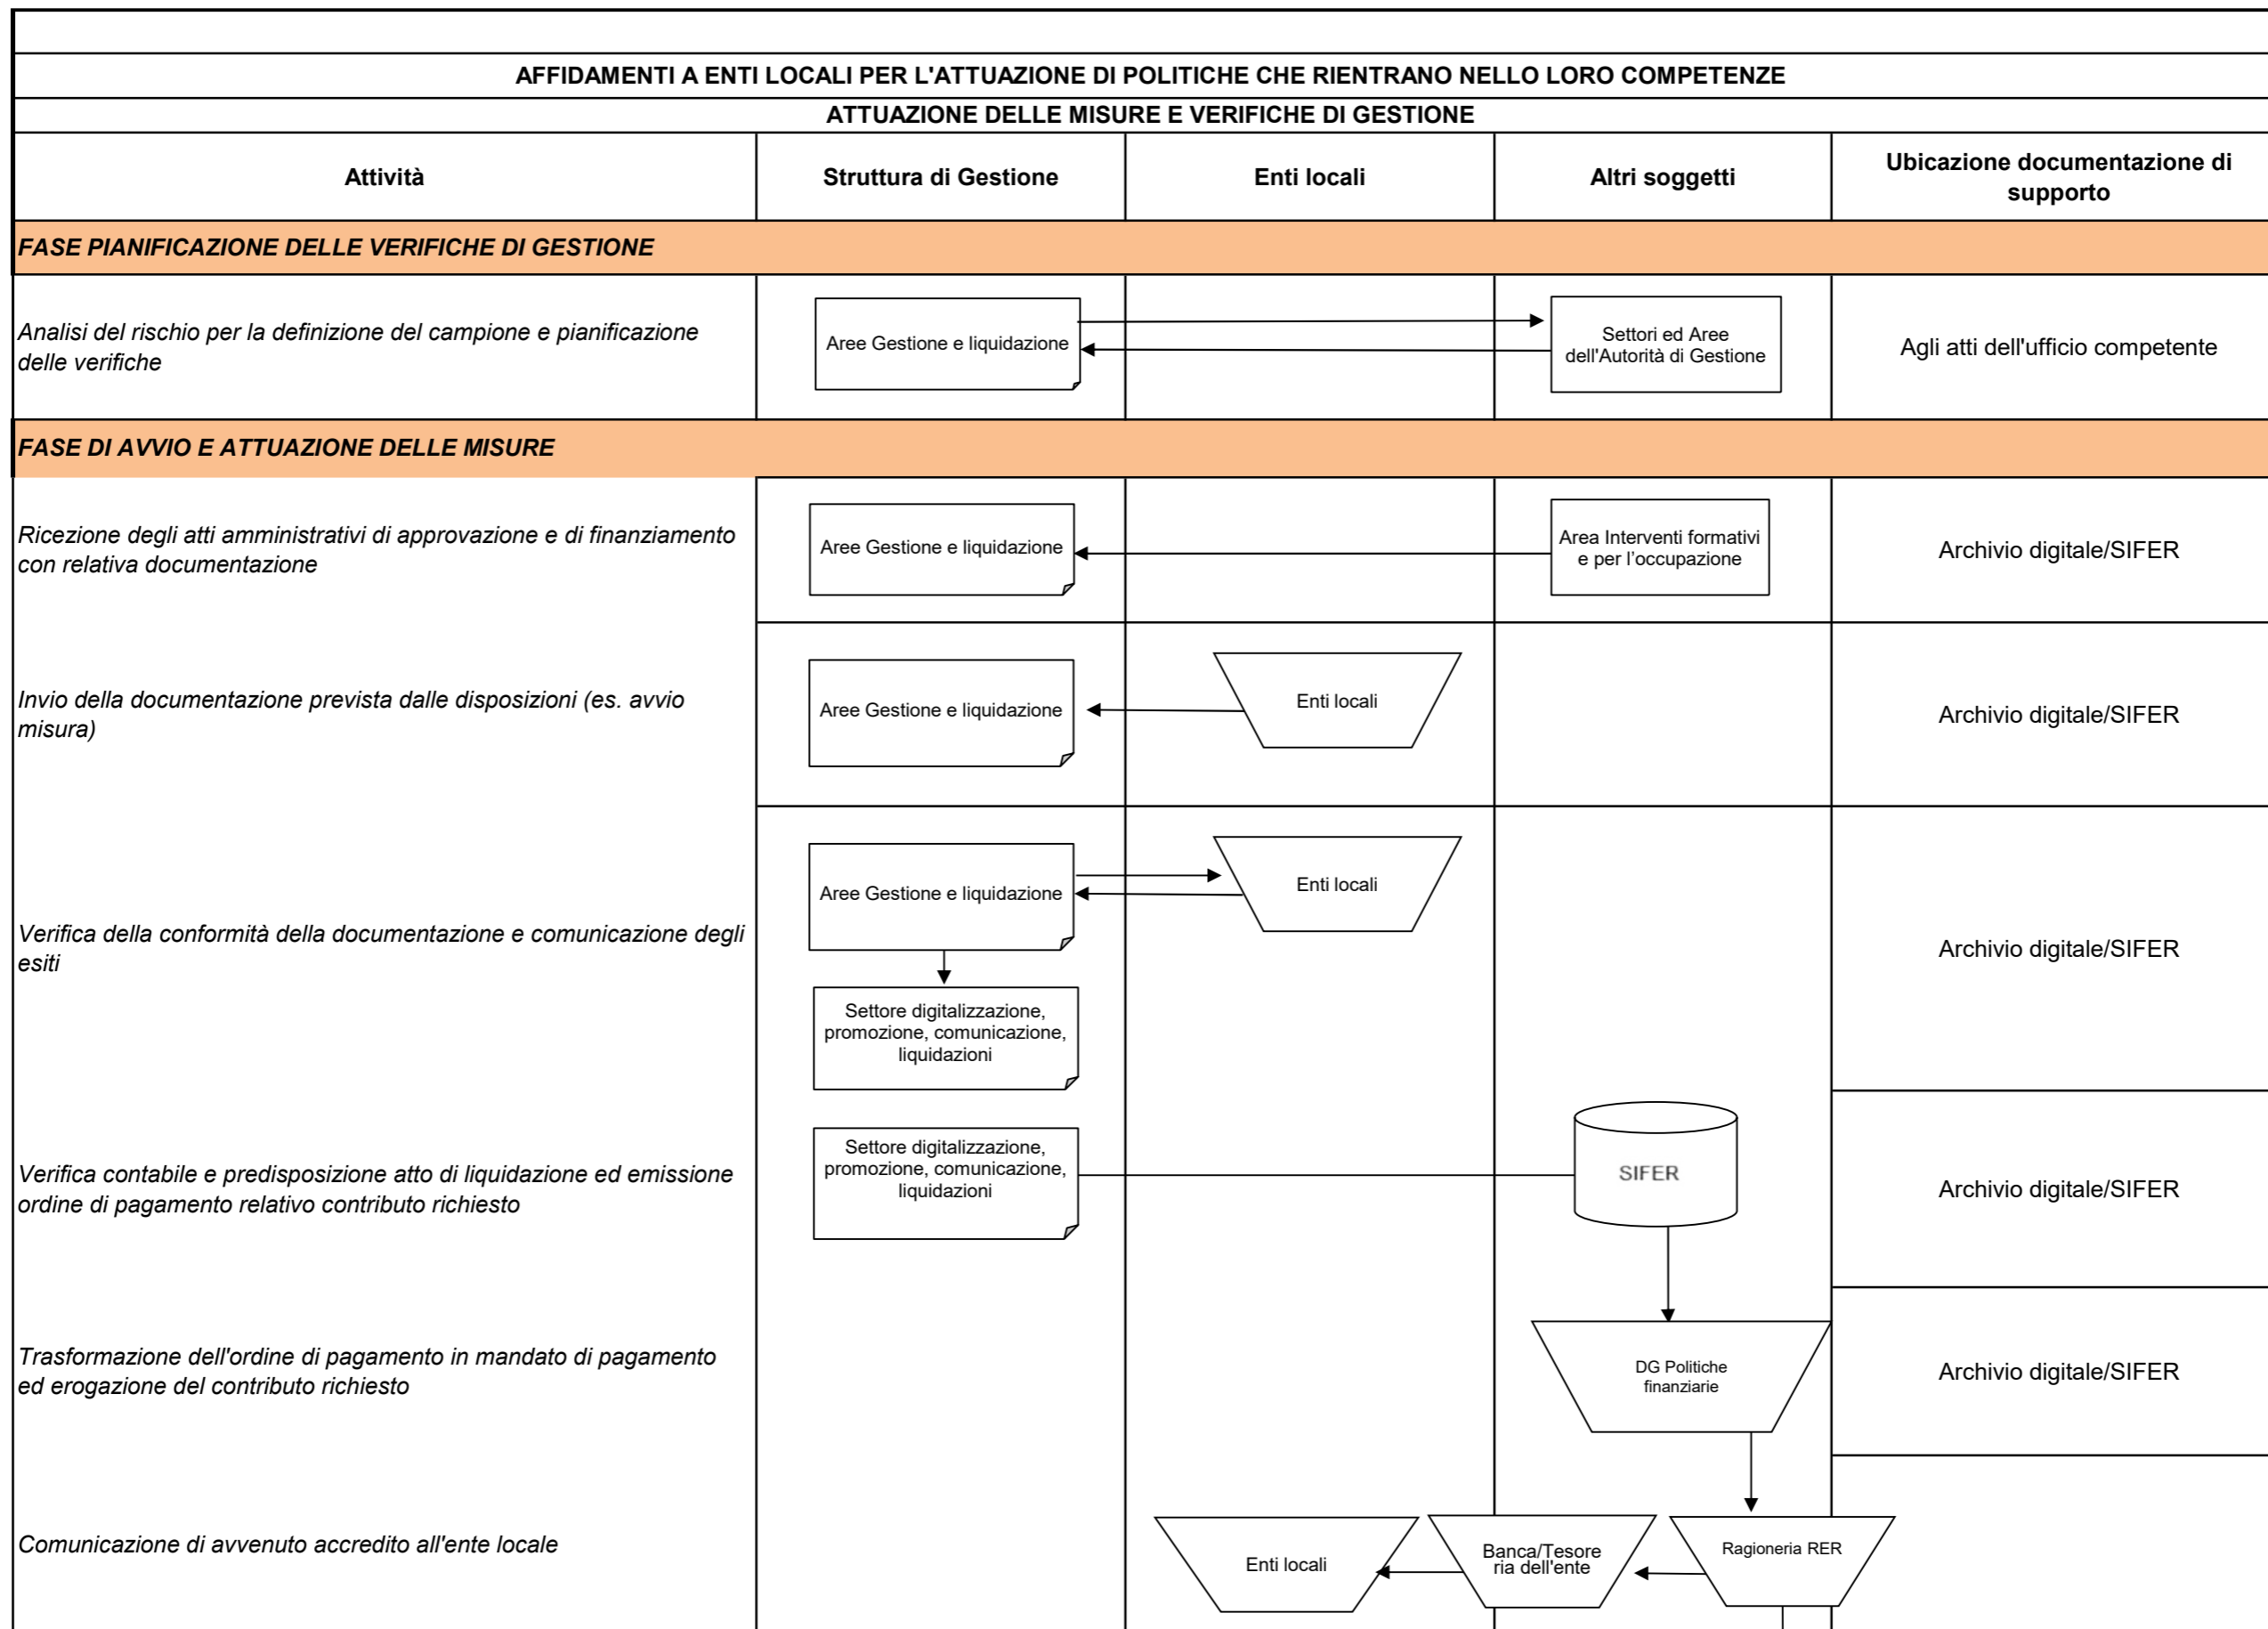 AFFIDAMENTI A ENTI LOCALI PER L'ATTUAZIONE DI POLITICHE CHE RIENTRANO NELLO LORO COMPETENZE
ATTUAZIONE DELLE MISURE E VERIFICHE DI GESTIONE
Attività
Struttura di Gestione
Enti locali
Altri soggetti
Ubicazione documentazione di
supporto
FASE PIANIFICAZIONE DELLE VERIFICHE DI GESTIONE
Analisi del rischio per la definizione del campione e pianificazione
delle verifiche
Aree Gestione e liquidazione
Settori ed Aree
dell'Autorità di Gestione
Agli atti dell'ufficio competente
FASE DI AVVIO E ATTUAZIONE DELLE MISURE
Ricezione degli atti amministrativi di approvazione e di finanziamento
con relativa documentazione
Aree Gestione e liquidazione
Area Interventi formativi
e per l’occupazione
Archivio digitale/SIFER
Invio della documentazione prevista dalle disposizioni (es. avvio
misura)
Aree Gestione e liquidazione
Enti locali
Archivio digitale/SIFER
Verifica della conformità della documentazione e comunicazione degli
esiti
Aree Gestione e liquidazione
Enti locali
Settore digitalizzazione,
promozione, comunicazione,
liquidazioni
Archivio digitale/SIFER
Verifica contabile e predisposizione atto di liquidazione ed emissione
ordine di pagamento relativo contributo richiesto
Settore digitalizzazione,
promozione, comunicazione,
liquidazioni
SIFER
Archivio digitale/SIFER
Trasformazione dell'ordine di pagamento in mandato di pagamento
ed erogazione del contributo richiesto
DG Politiche
finanziarie
Archivio digitale/SIFER
Comunicazione di avvenuto accredito all'ente locale
Enti locali
Banca/Tesore
ria dell'ente
Ragioneria RER